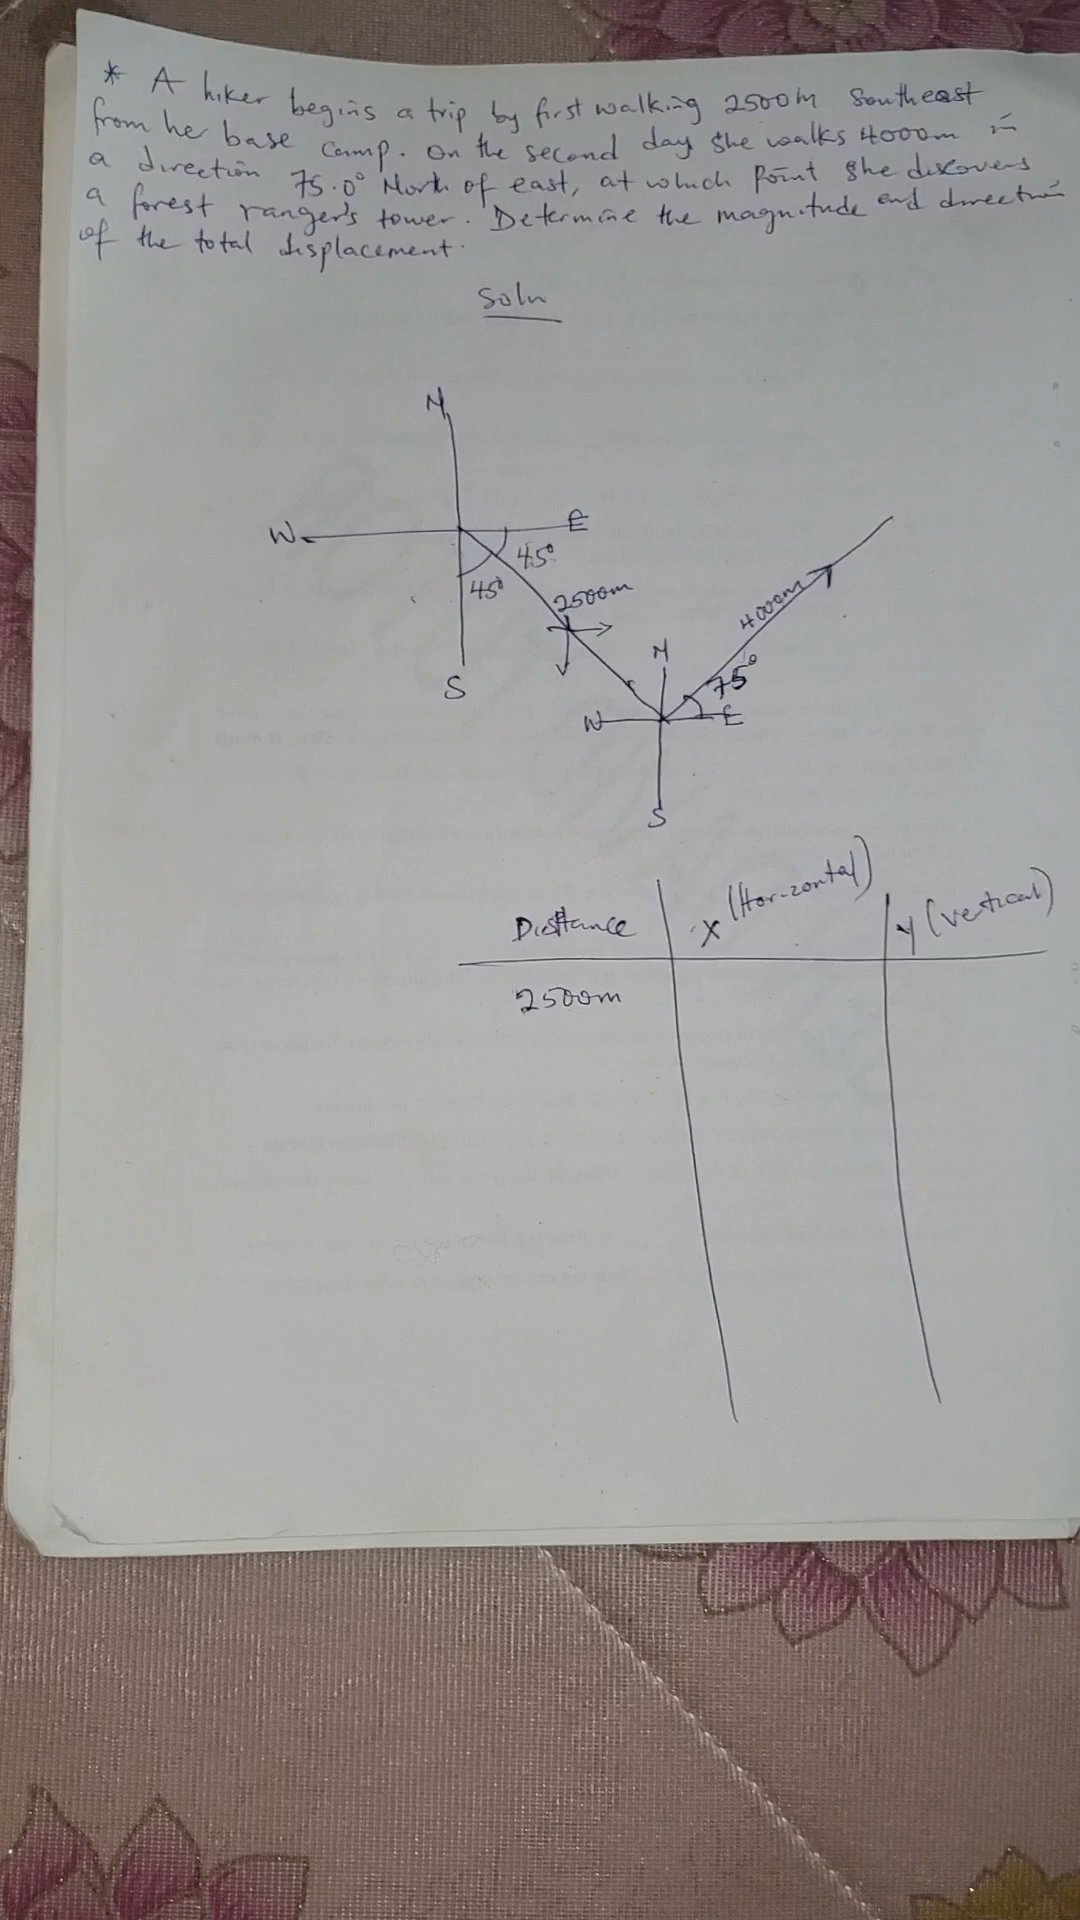 * A hiker begins a trip by first walking 2500m Southeast
from her base camp. On the second day she walks 4000m in
a direction 75.0° North of east, at which point she discovers
a forest ranger's tower. Determine the magnitude and direction
of the total displacement.
Soln
N
W
E
45°
45°
2500m
4000m
S
N
75°
W
E
S
Distance
X (Horizontal)
y (vertical)
2500m